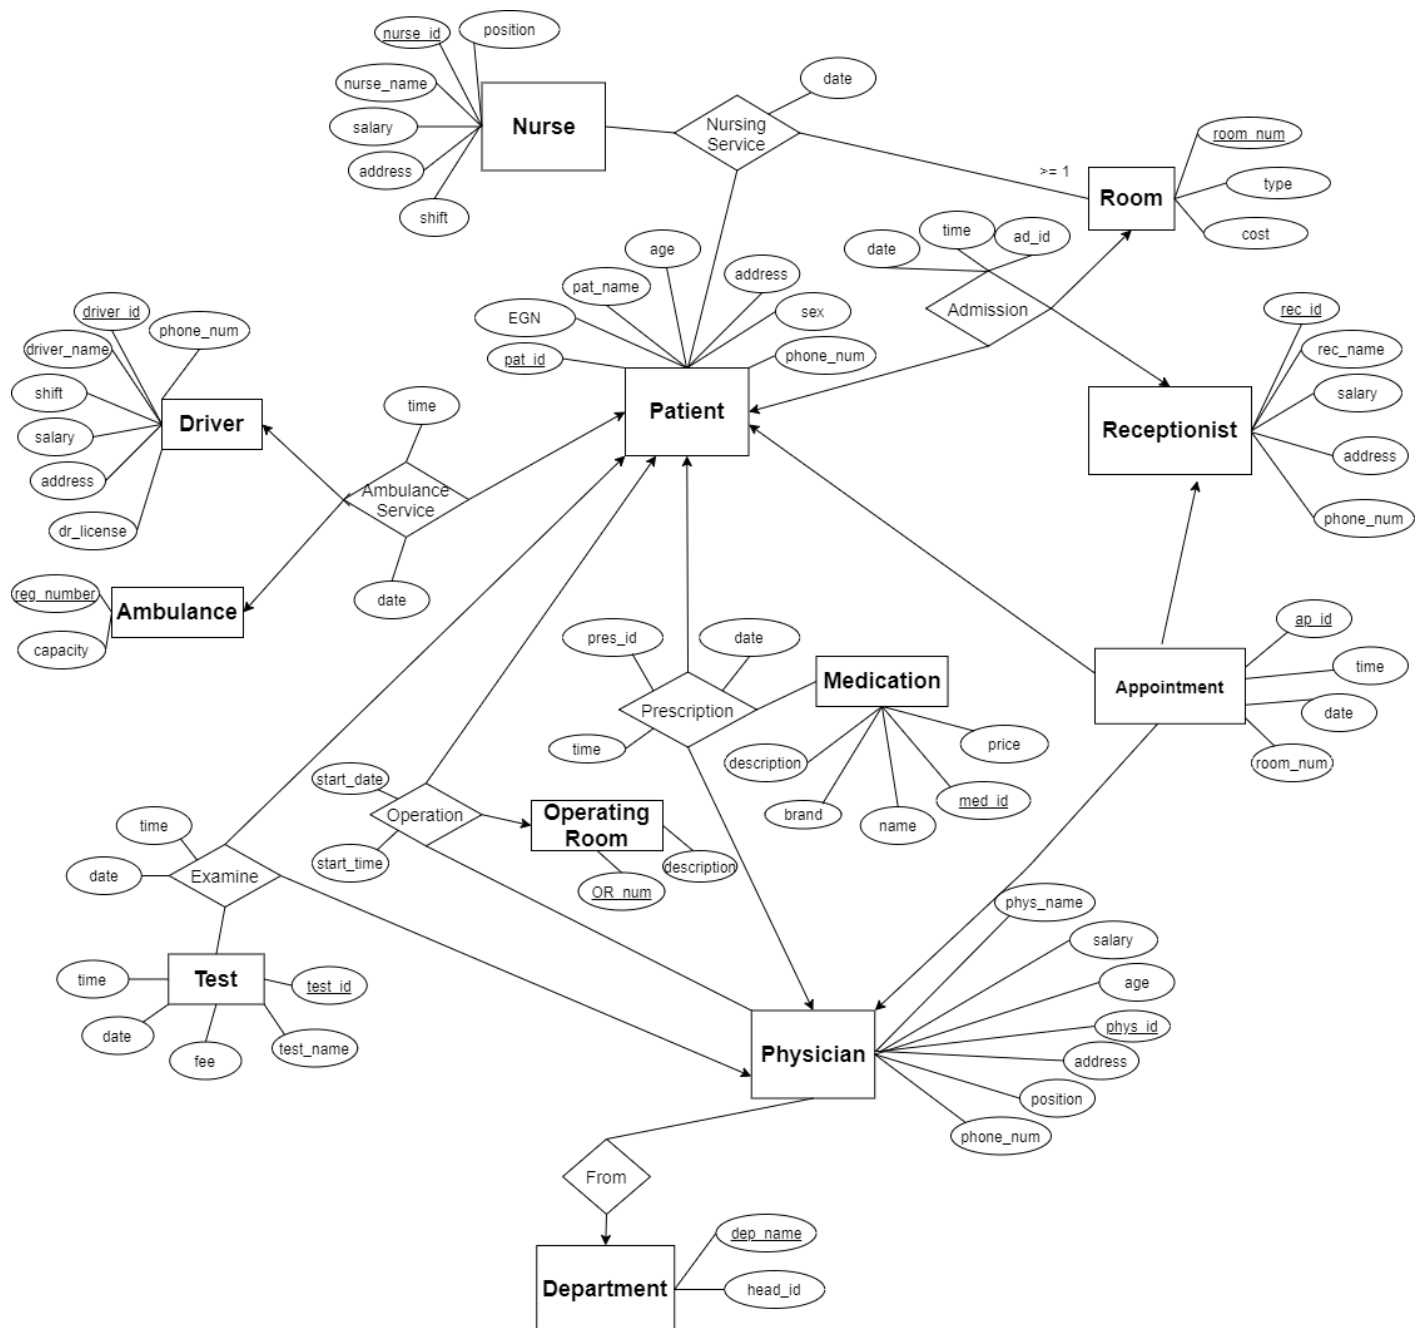 nurse_id
position
nurse_name
salary
address
shift
Nurse
Nursing
Service
date
>= 1
room_num
type
cost
Room
date
time
ad_id
Admission
age
pat_name
address
EGN
sex
pat_id
phone_num
Patient
rec_id
rec_name
salary
address
phone_num
Receptionist
driver_id
phone_num
driver_name
shift
salary
address
dr_license
Driver
time
Ambulance
Service
date
reg_number
capacity
Ambulance
pres_id
date
Prescription
time
Medication
description
brand
name
med_id
price
ap_id
time
date
room_num
Appointment
start_date
Operation
start_time
Operating
Room
description
OR_num
time
date
Examine
time
date
fee
test_name
test_id
Test
phys_name
salary
age
phys_id
address
position
phone_num
Physician
From
dep_name
head_id
Department